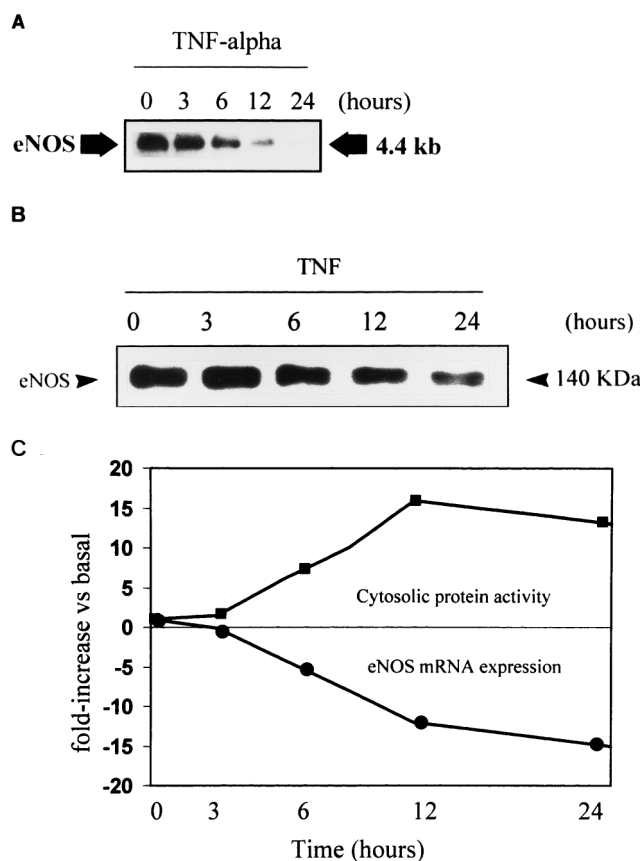 A
TNF-alpha
0 3 6 12 24 (hours)
eNOS 4.4 kb
B
TNF
0 3 6 12 24 (hours)
eNOS 140 KDa
C
20
15
10
5
0
-5
-10
-15
-20
fold-increase vs basal
Cytosolic protein activity
eNOS mRNA expression
0 3 6 12 24
Time (hours)